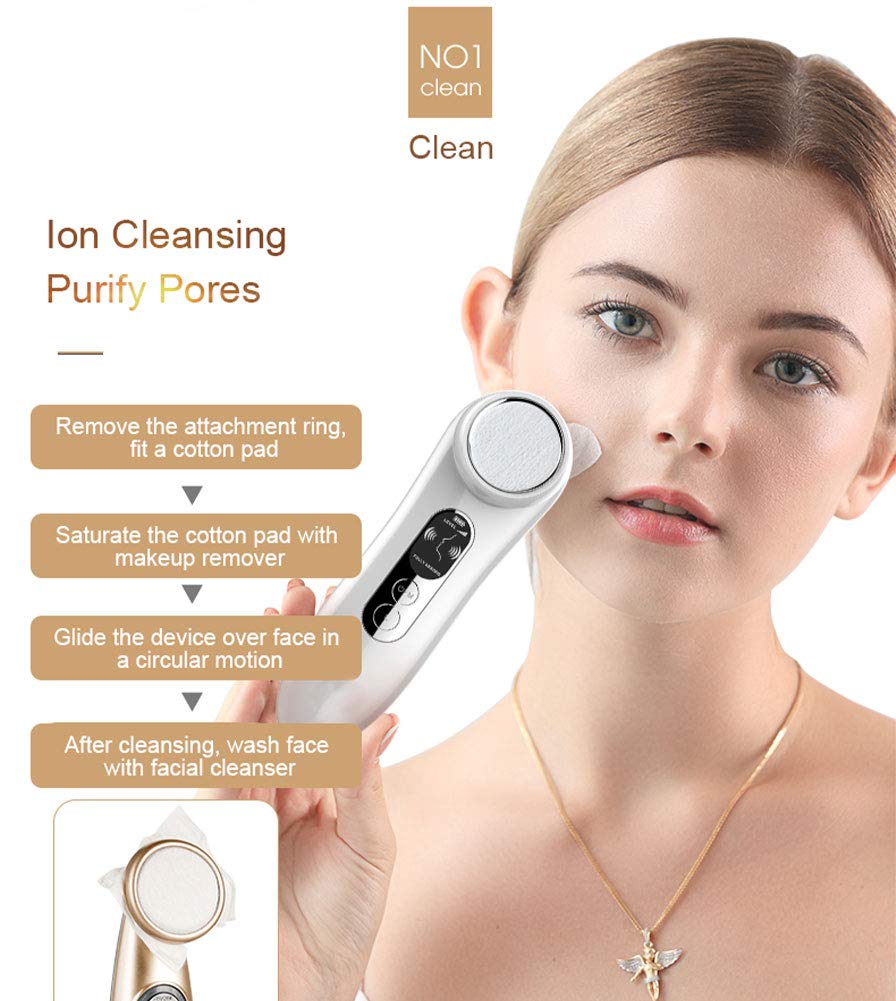 NO1
clean
Clean
Ion Cleansing
Purify Pores
Remove the attachment ring,
fit a cotton pad
Saturate the cotton pad with
makeup remover
Glide the device over face in
a circular motion
After cleansing, wash face
with facial cleanser
LEVEL
M